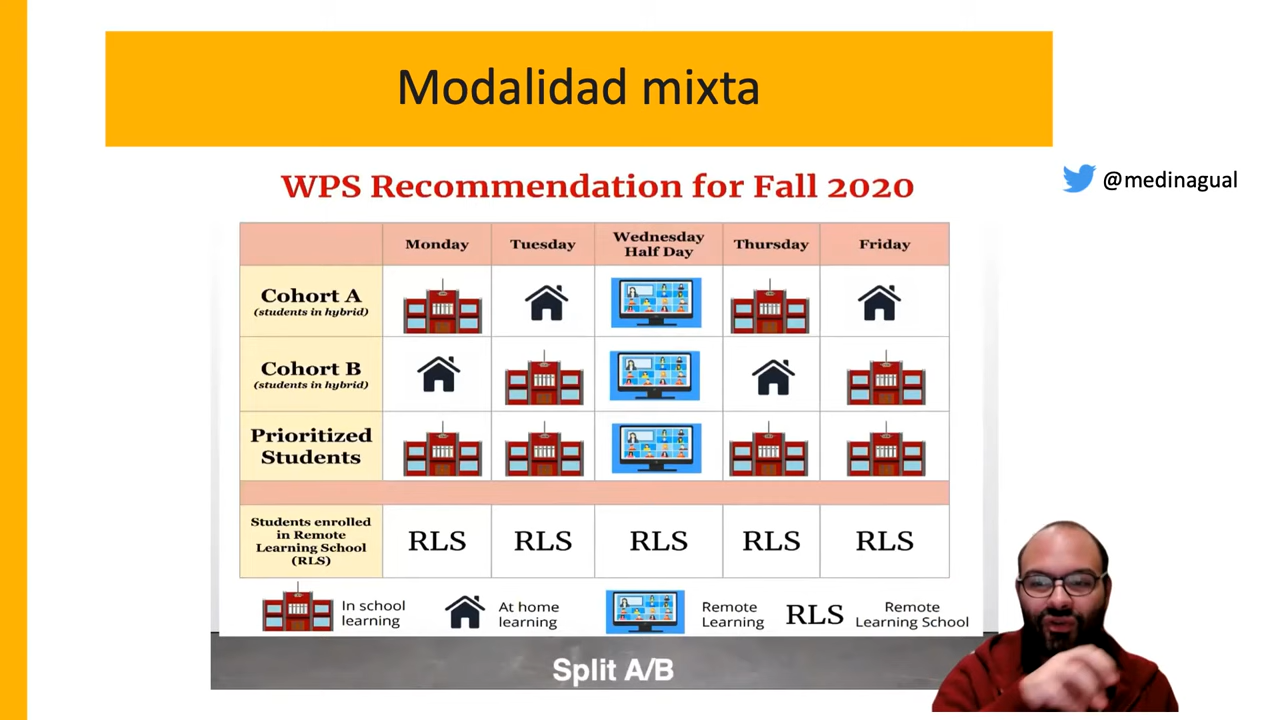 Modalidad mixta
@medinagual
WPS Recommendation for Fall 2020
Monday
Tuesday
Wednesday
Half Day
Thursday
Friday
Cohort A
(students in hybrid)
Cohort B
(students in hybrid)
Prioritized
Students
Students enrolled
in Remote
Learning School
(RLS)
RLS
RLS
RLS
RLS
RLS
In school
learning
At home
learning
Remote
Learning
RLS
Remote
Learning School
Split A/B